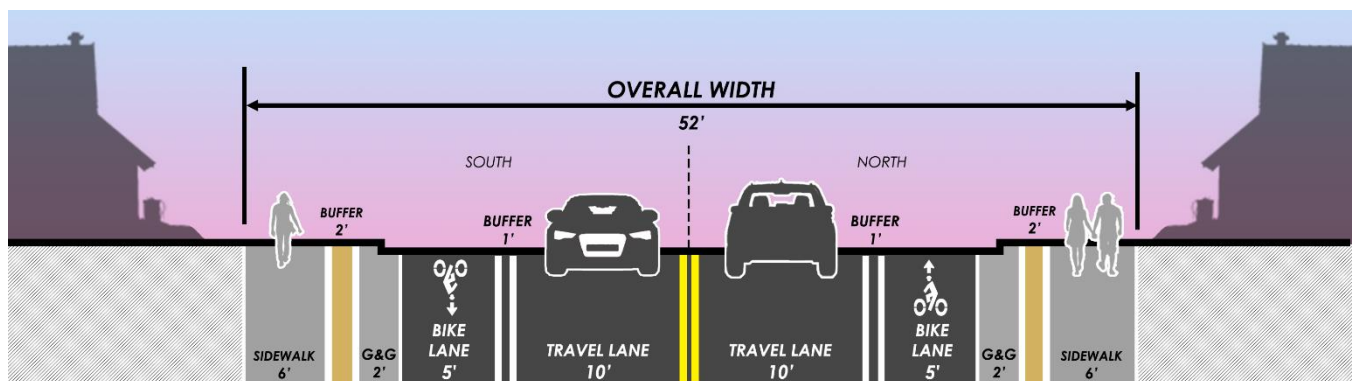 OVERALL WIDTH
52'
SOUTH
NORTH
BUFFER
2'
BUFFER
1'
BUFFER
1'
BUFFER
2'
SIDEWALK
6'
G&G
2'
BIKE
LANE
5'
TRAVEL LANE
10'
TRAVEL LANE
10'
BIKE
LANE
5'
G&G
2'
SIDEWALK
6'